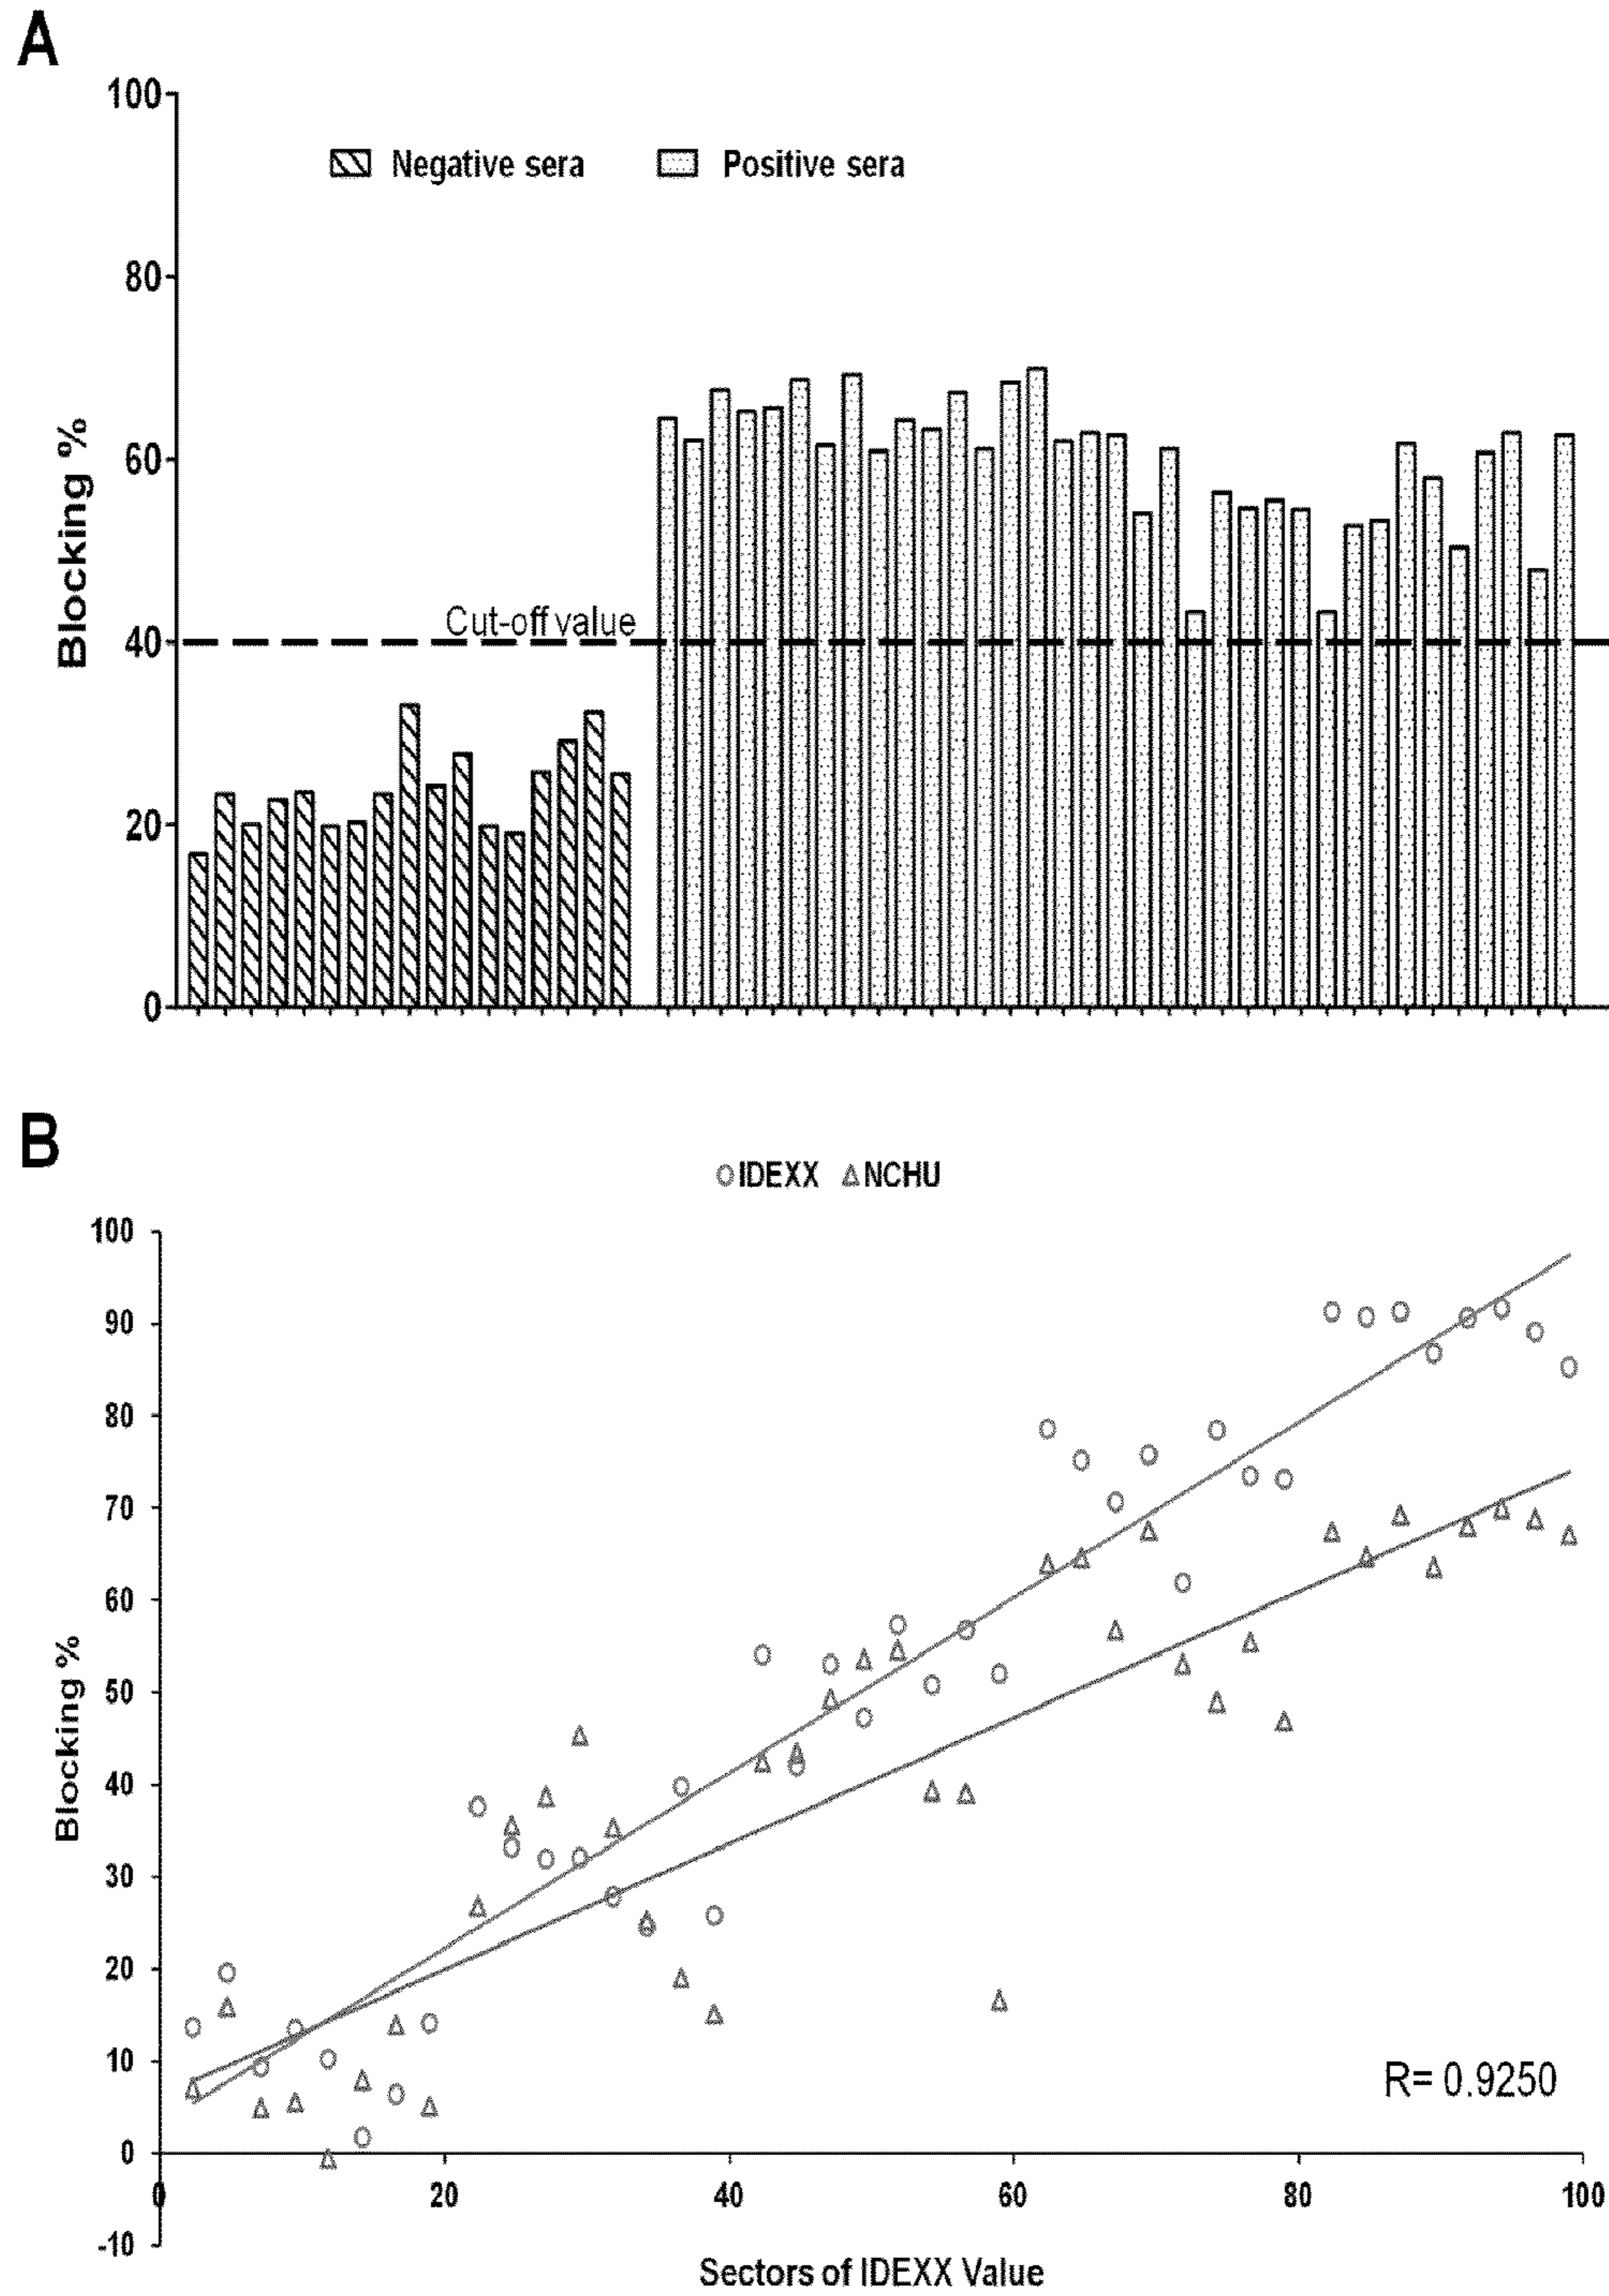 A
100
Negative sera Positive sera
80
60
Blocking %
Cut-off value
40
20
0
B
IDEXX NCHU
100
90
80
70
60
50
Blocking %
40
30
20
10
R= 0.9250
0
0 20 40 60 80 100
-10
Sectors of IDEXX Value